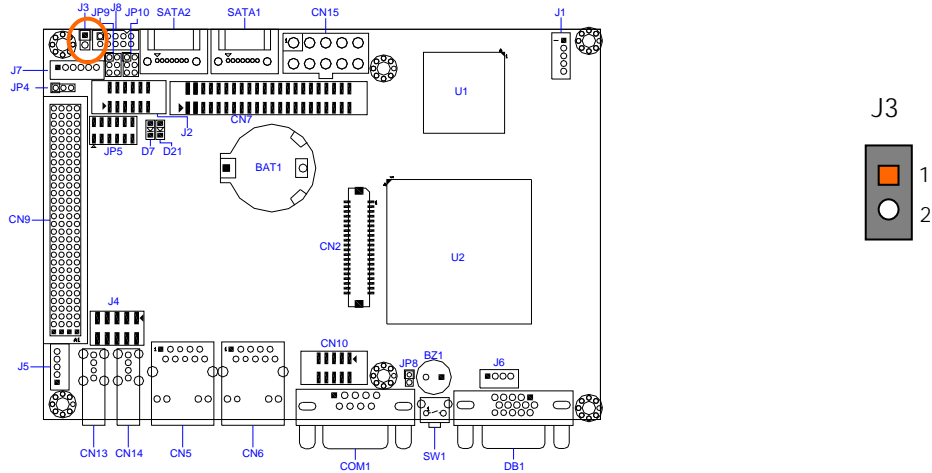 J3
J8
JP9
JP10
SATA2
SATA1
CN15
J1
J7
JP4
U1
J2
CN7
JP5
D7
D21
BAT1
CN9
CN2
U2
J4
A1
J5
CN10
JP8
BZ1
J6
CN13
CN14
CN5
CN6
COM1
SW1
DB1
J3
1
2